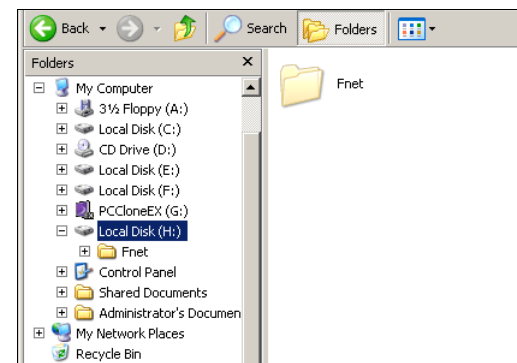 Back Search Folders
Folders ×
My Computer
3½ Floppy (A:)
Local Disk (C:)
CD Drive (D:)
Local Disk (E:)
Local Disk (F:)
PCCloneEX (G:)
Local Disk (H:)
Fnet
Control Panel
Shared Documents
Administrator's Documen
My Network Places
Recycle Bin
Fnet